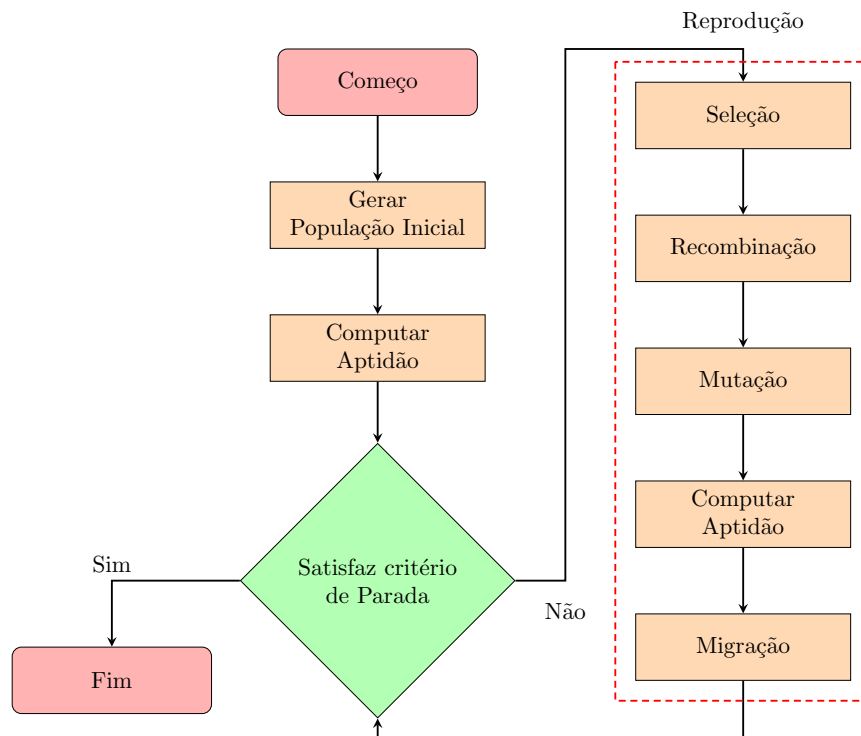 Reprodução
Começo
Gerar
População Inicial
Computar
Aptidão
Satisfaz critério
de Parada
Sim
Fim
Não
Seleção
Recombinação
Mutação
Computar
Aptidão
Migração